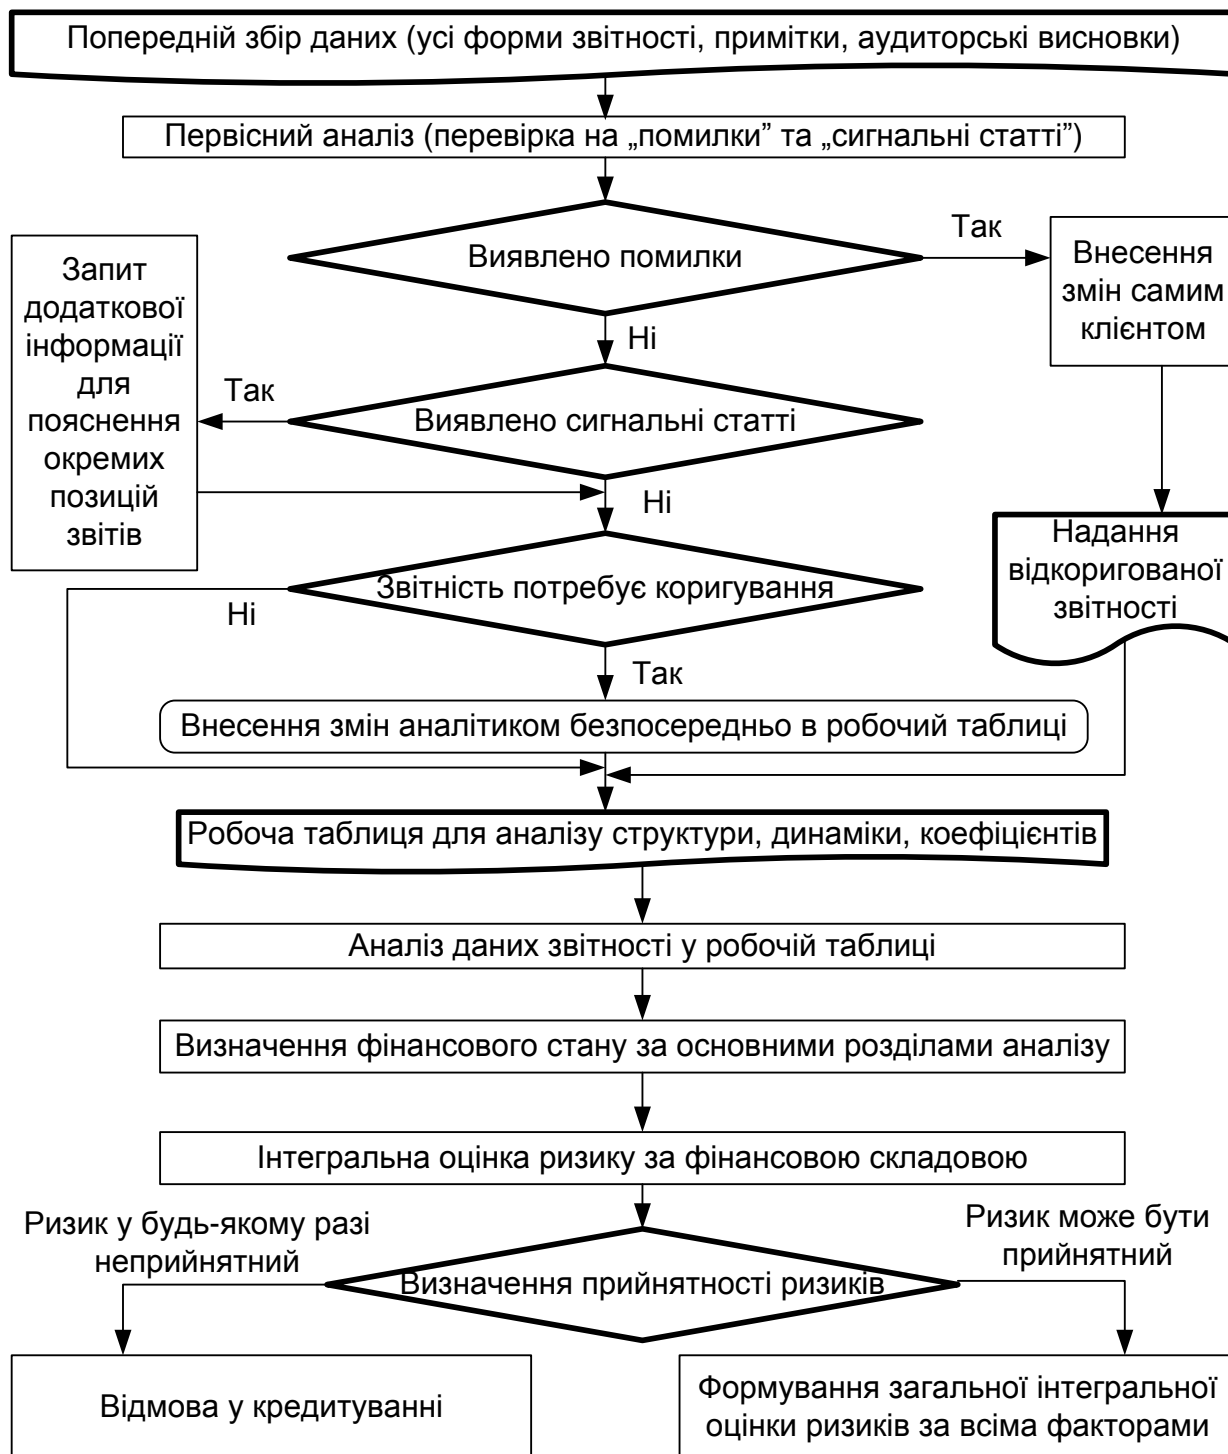 Попередній збір даних (усі форми звітності, примітки, аудиторські висновки)
Первісний аналіз (перевірка на „помилки” та „сигнальні статті”)
Виявлено помилки
Так
Внесення
змін самим
клієнтом
Ні
Запит
додаткової
інформації
для
пояснення
окремих
позицій
звітів
Так
Виявлено сигнальні статті
Ні
Надання
відкоригованої
звітності
Звітність потребує коригування
Ні
Так
Внесення змін аналітиком безпосередньо в робочий таблиці
Робоча таблиця для аналізу структури, динаміки, коефіцієнтів
Аналіз даних звітності у робочій таблиці
Визначення фінансового стану за основними розділами аналізу
Інтегральна оцінка ризику за фінансовою складовою
Ризик у будь-якому разі
неприйнятний
Ризик може бути
прийнятний
Визначення прийнятності ризиків
Відмова у кредитуванні
Формування загальної інтегральної
оцінки ризиків за всіма факторами